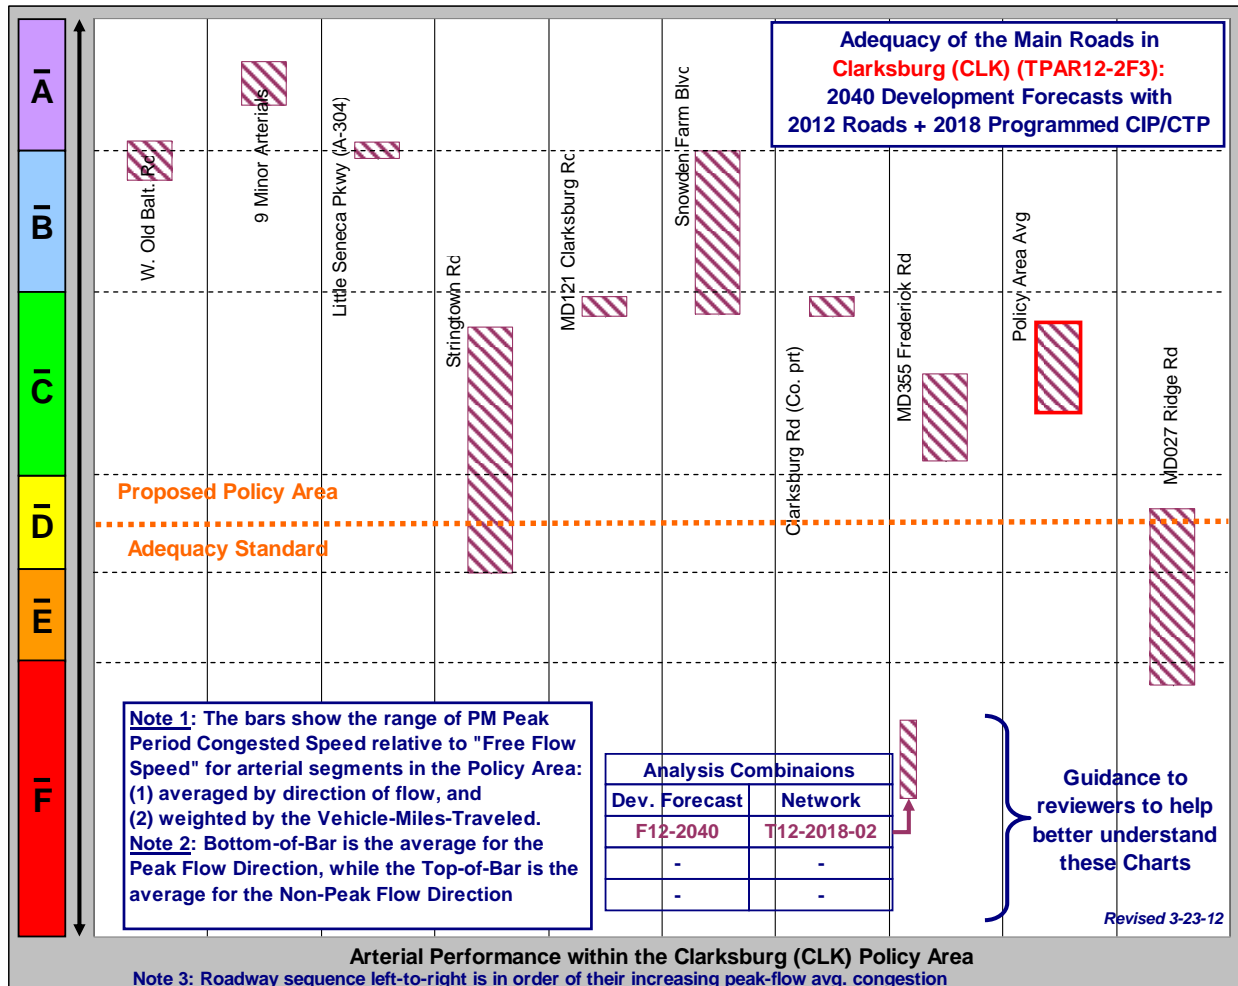 Adequacy of the Main Roads in
Clarksburg (CLK) (TPAR12-2F3):
2040 Development Forecasts with
2012 Roads + 2018 Programmed CIP/CTP
A
B
C
D
E
F
W. Old Balt. Rd
9 Minor Arterials
Little Seneca Pkwy (A-304)
Stringtown Rd
MD121 Clarksburg Rd
Snowden Farm Blvd
Clarksburg Rd (Co. prt)
MD355 Frederick Rd
Policy Area Avg
MD027 Ridge Rd
Proposed Policy Area
Adequacy Standard
Note 1: The bars show the range of PM Peak
Period Congested Speed relative to "Free Flow
Speed" for arterial segments in the Policy Area:
(1) averaged by direction of flow, and
(2) weighted by the Vehicle-Miles-Traveled.
Note 2: Bottom-of-Bar is the average for the
Peak Flow Direction, while the Top-of-Bar is the
average for the Non-Peak Flow Direction
Analysis Combinaions
Dev. Forecast Network
F12-2040 T12-2018-02
- -
- -
Guidance to
reviewers to help
better understand
these Charts
Revised 3-23-12
Arterial Performance within the Clarksburg (CLK) Policy Area
Note 3: Roadway sequence left-to-right is in order of their increasing peak-flow avg. congestion